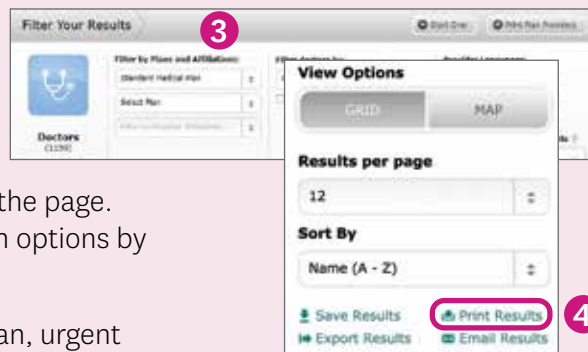 Filter Your Results
3
Start Over
Print Plan Providers
Filter by Plans and Affiliations:
Standard Medical Plan
Select Plan
Doctors
View Options
GRID
MAP
Results per page
12
Sort By
Name (A - Z)
Save Results
Print Results
4
Export Results
Email Results
the page.
n options by
an, urgent